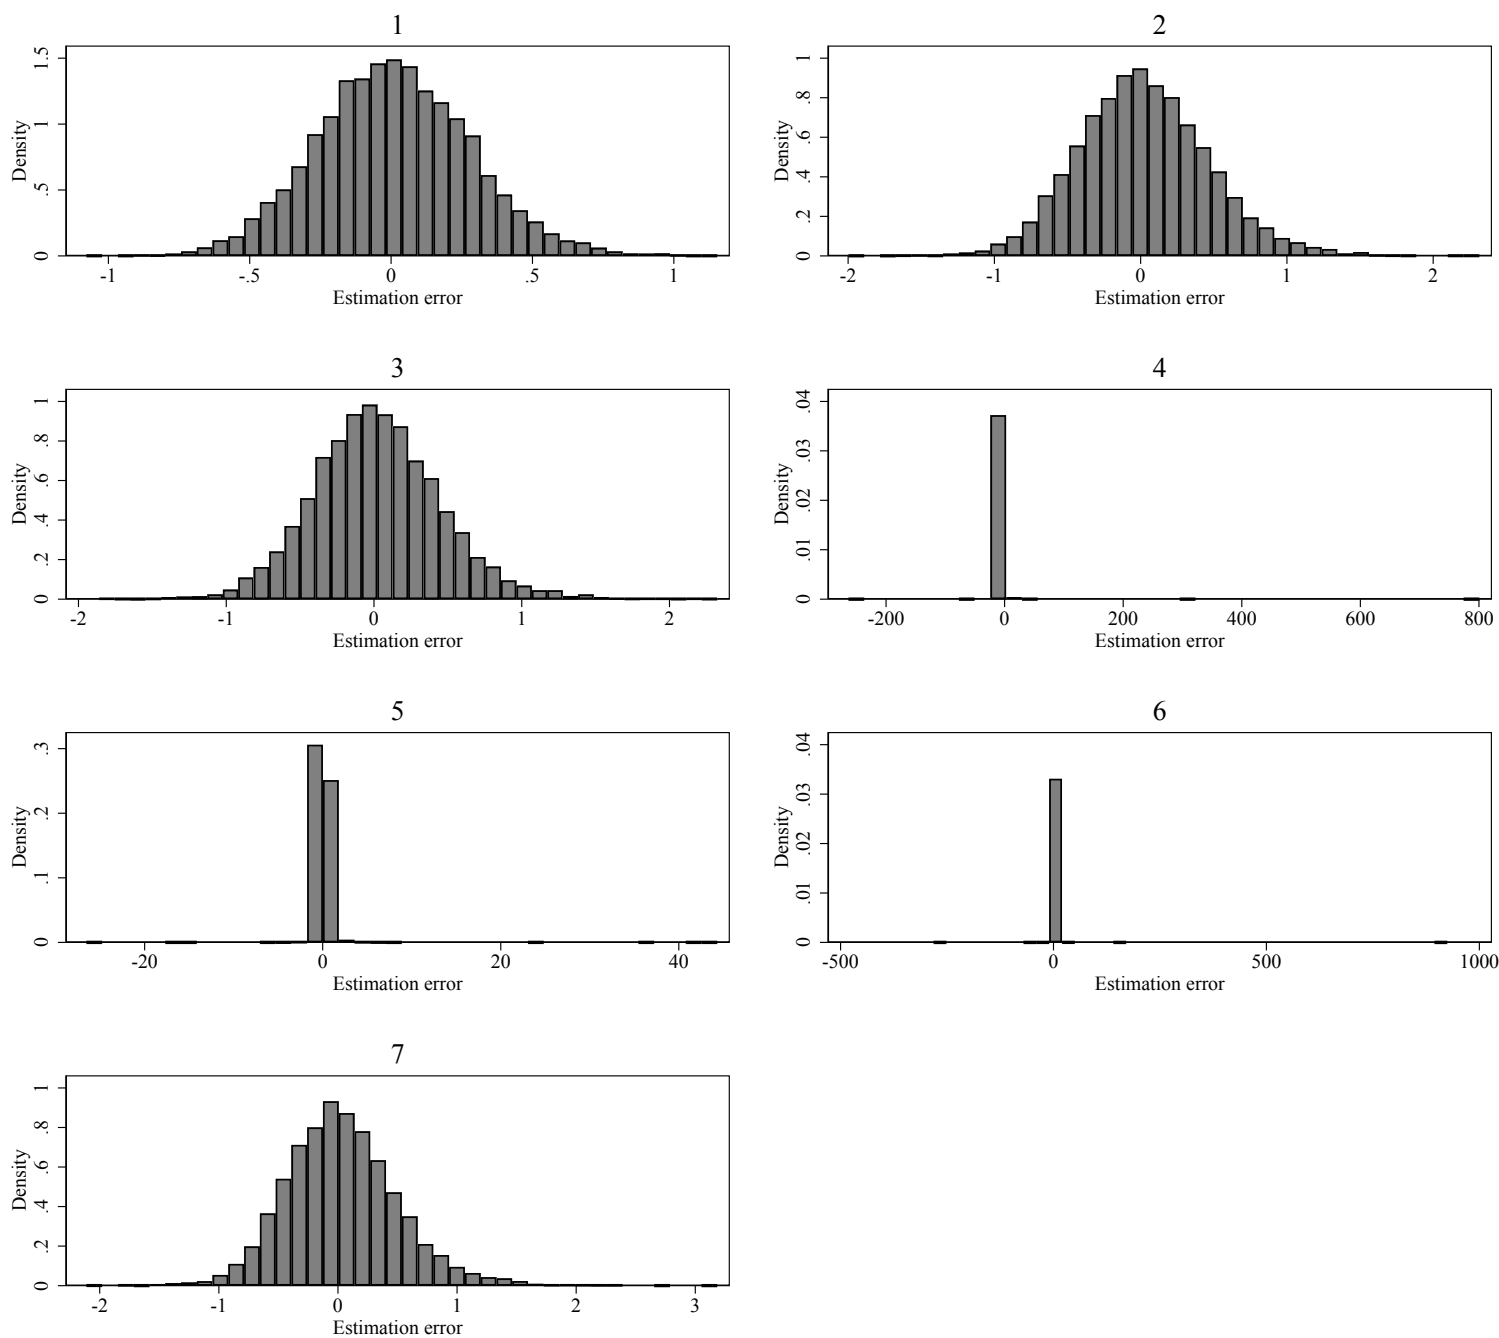 1
Density
0 .5 1 1.5
-1 -.5 0 .5 1
Estimation error
2
Density
0 .2 .4 .6 .8 1
-2 -1 0 1 2
Estimation error
3
Density
0 .2 .4 .6 .8 1
-2 -1 0 1 2
Estimation error
4
Density
0 .01 .02 .03 .04
-200 0 200 400 600 800
Estimation error
5
Density
0 .1 .2 .3
-20 0 20 40
Estimation error
6
Density
0 .01 .02 .03 .04
-500 0 500 1000
Estimation error
7
Density
0 .2 .4 .6 .8 1
-2 -1 0 1 2 3
Estimation error